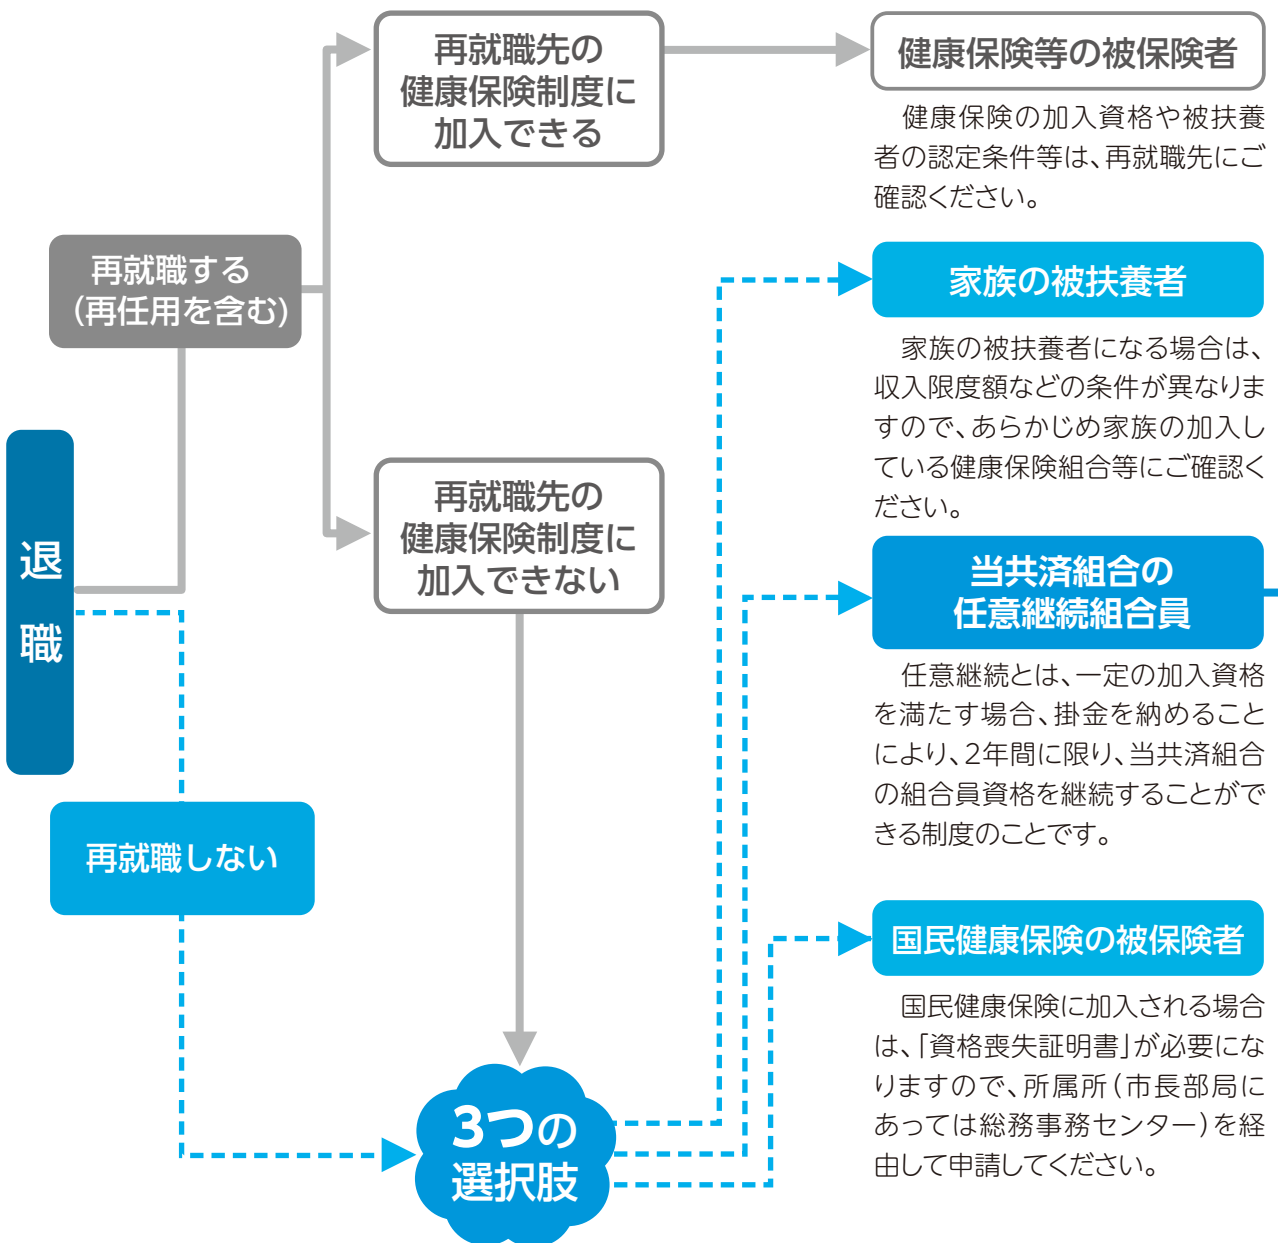 退職
再就職する
（再任用を含む）
再就職しない
再就職先の
健康保険制度に
加入できる
再就職先の
健康保険制度に
加入できない
3つの
選択肢
健康保険等の被保険者
健康保険の加入資格や被扶養
者の認定条件等は、再就職先にご
確認ください。
家族の被扶養者
家族の被扶養者になる場合は、
収入限度額などの条件が異なりま
すので、あらかじめ家族の加入し
ている健康保険組合等にご確認く
ださい。
当共済組合の
任意継続組合員
任意継続とは、一定の加入資格
を満たす場合、掛金を納めること
により、2年間に限り、当共済組合
の組合員資格を継続することがで
きる制度のことです。
国民健康保険の被保険者
国民健康保険に加入される場合
は、「資格喪失証明書」が必要にな
りますので、所属所（市長部局に
あっては総務事務センター）を経
由して申請してください。